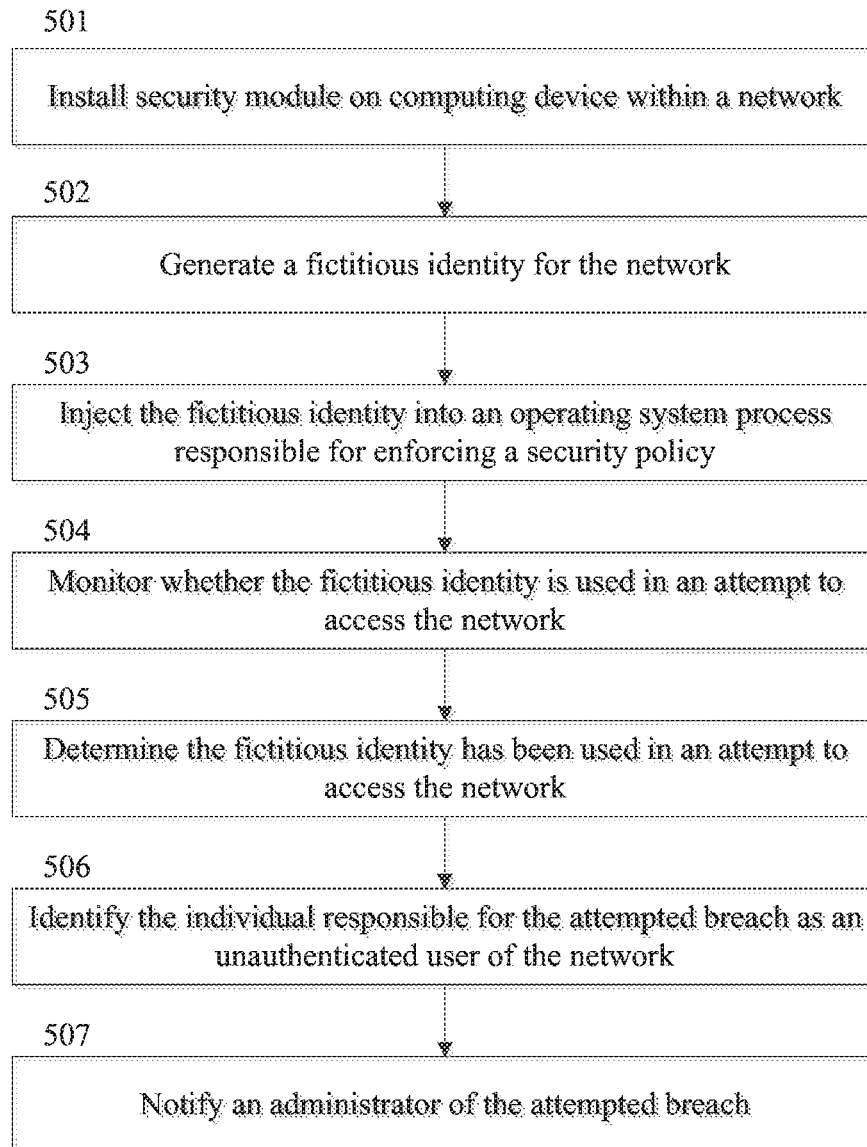 501
Install security module on computing device within a network
502
Generate a fictitious identity for the network
503
Inject the fictitious identity into an operating system process
responsible for enforcing a security policy
504
Monitor whether the fictitious identity is used in an attempt to
access the network
505
Determine the fictitious identity has been used in an attempt to
access the network
506
Identify the individual responsible for the attempted breach as an
unauthenticated user of the network
507
Notify an administrator of the attempted breach